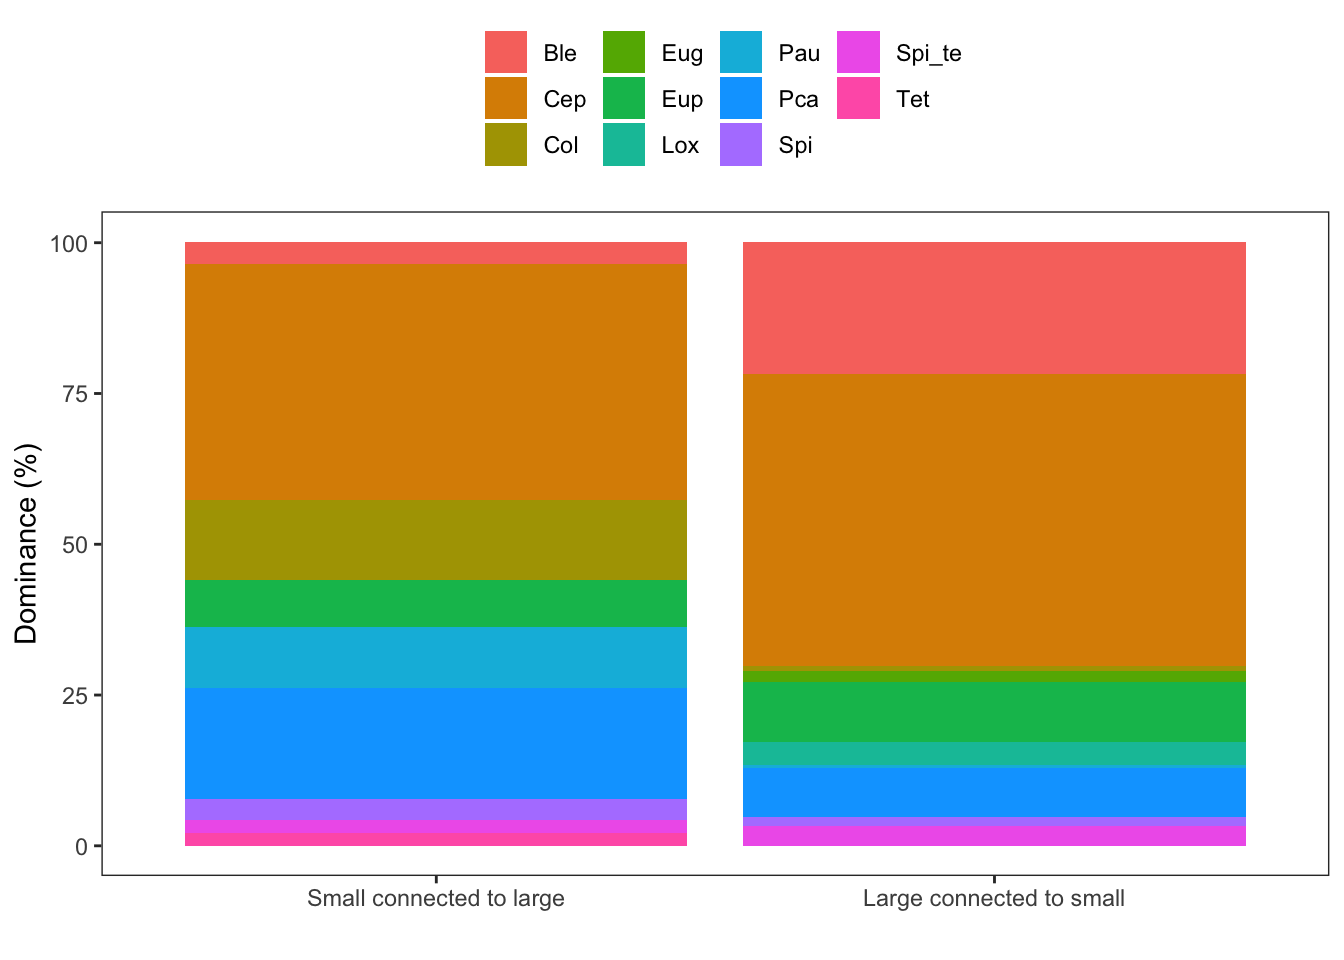 Ble Eug Pau Spi_te
Cep Eup Pca Tet
Col Lox Spi
Dominance (%)
100
75
50
25
0
Small connected to large Large connected to small